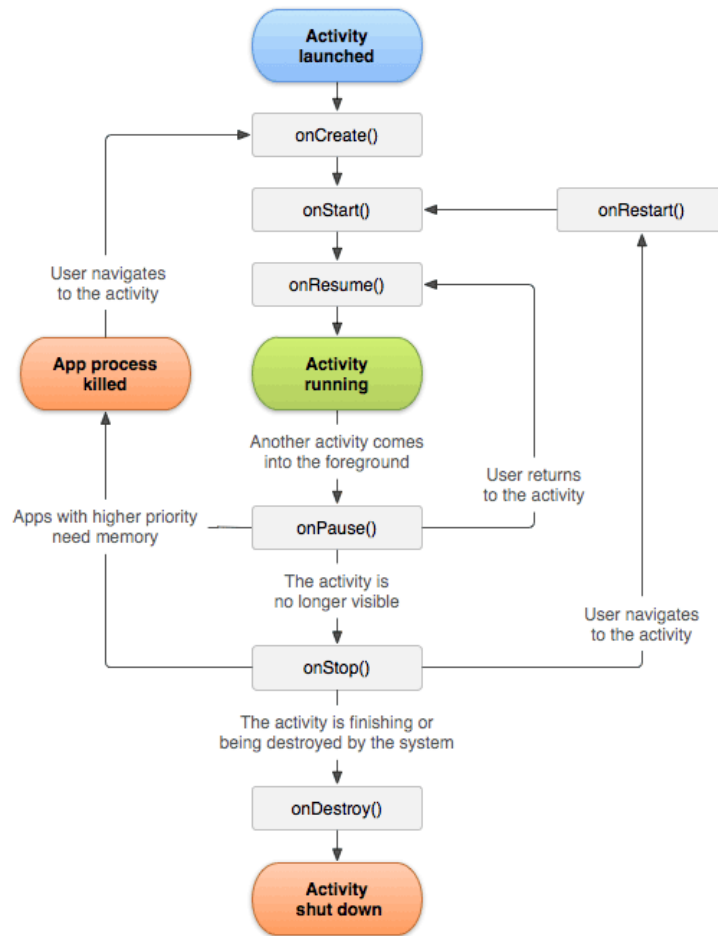 Activity
launched
onCreate()
onStart()
onRestart()
onResume()
User navigates
to the activity
App process
killed
Activity
running
Another activity comes
into the foreground
User returns
to the activity
Apps with higher priority
need memory
onPause()
The activity is
no longer visible
User navigates
to the activity
onStop()
The activity is finishing or
being destroyed by the system
onDestroy()
Activity
shut down